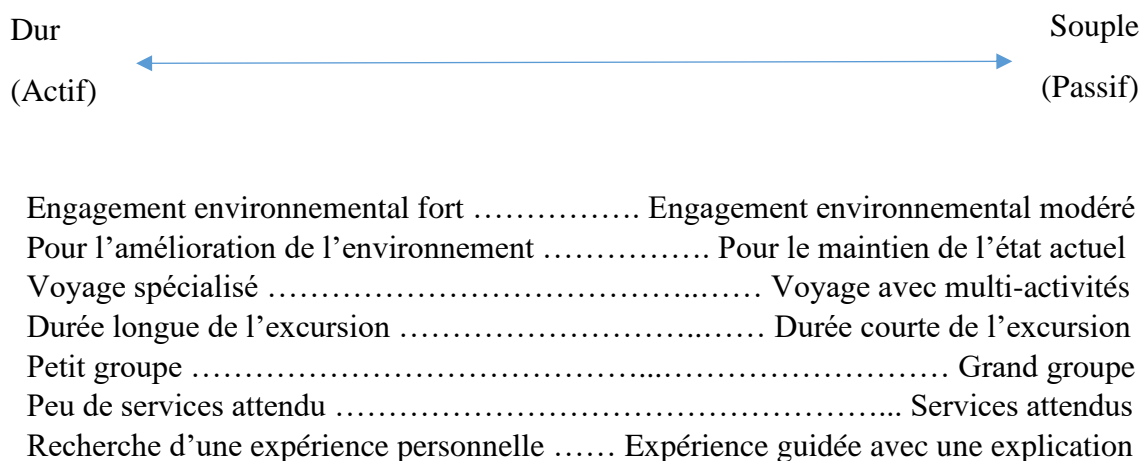 Dur
Souple
(Actif)
(Passif)
Engagement environnemental fort ……………. Engagement environnemental modéré
Pour l’amélioration de l’environnement ……………. Pour le maintien de l’état actuel
Voyage spécialisé …………………………………..…… Voyage avec multi-activités
Durée longue de l’excursion ………………………..…… Durée courte de l’excursion
Petit groupe ……………………………………...………………………… Grand groupe
Peu de services attendu ………………………………………………... Services attendus
Recherche d’une expérience personnelle …… Expérience guidée avec une explication